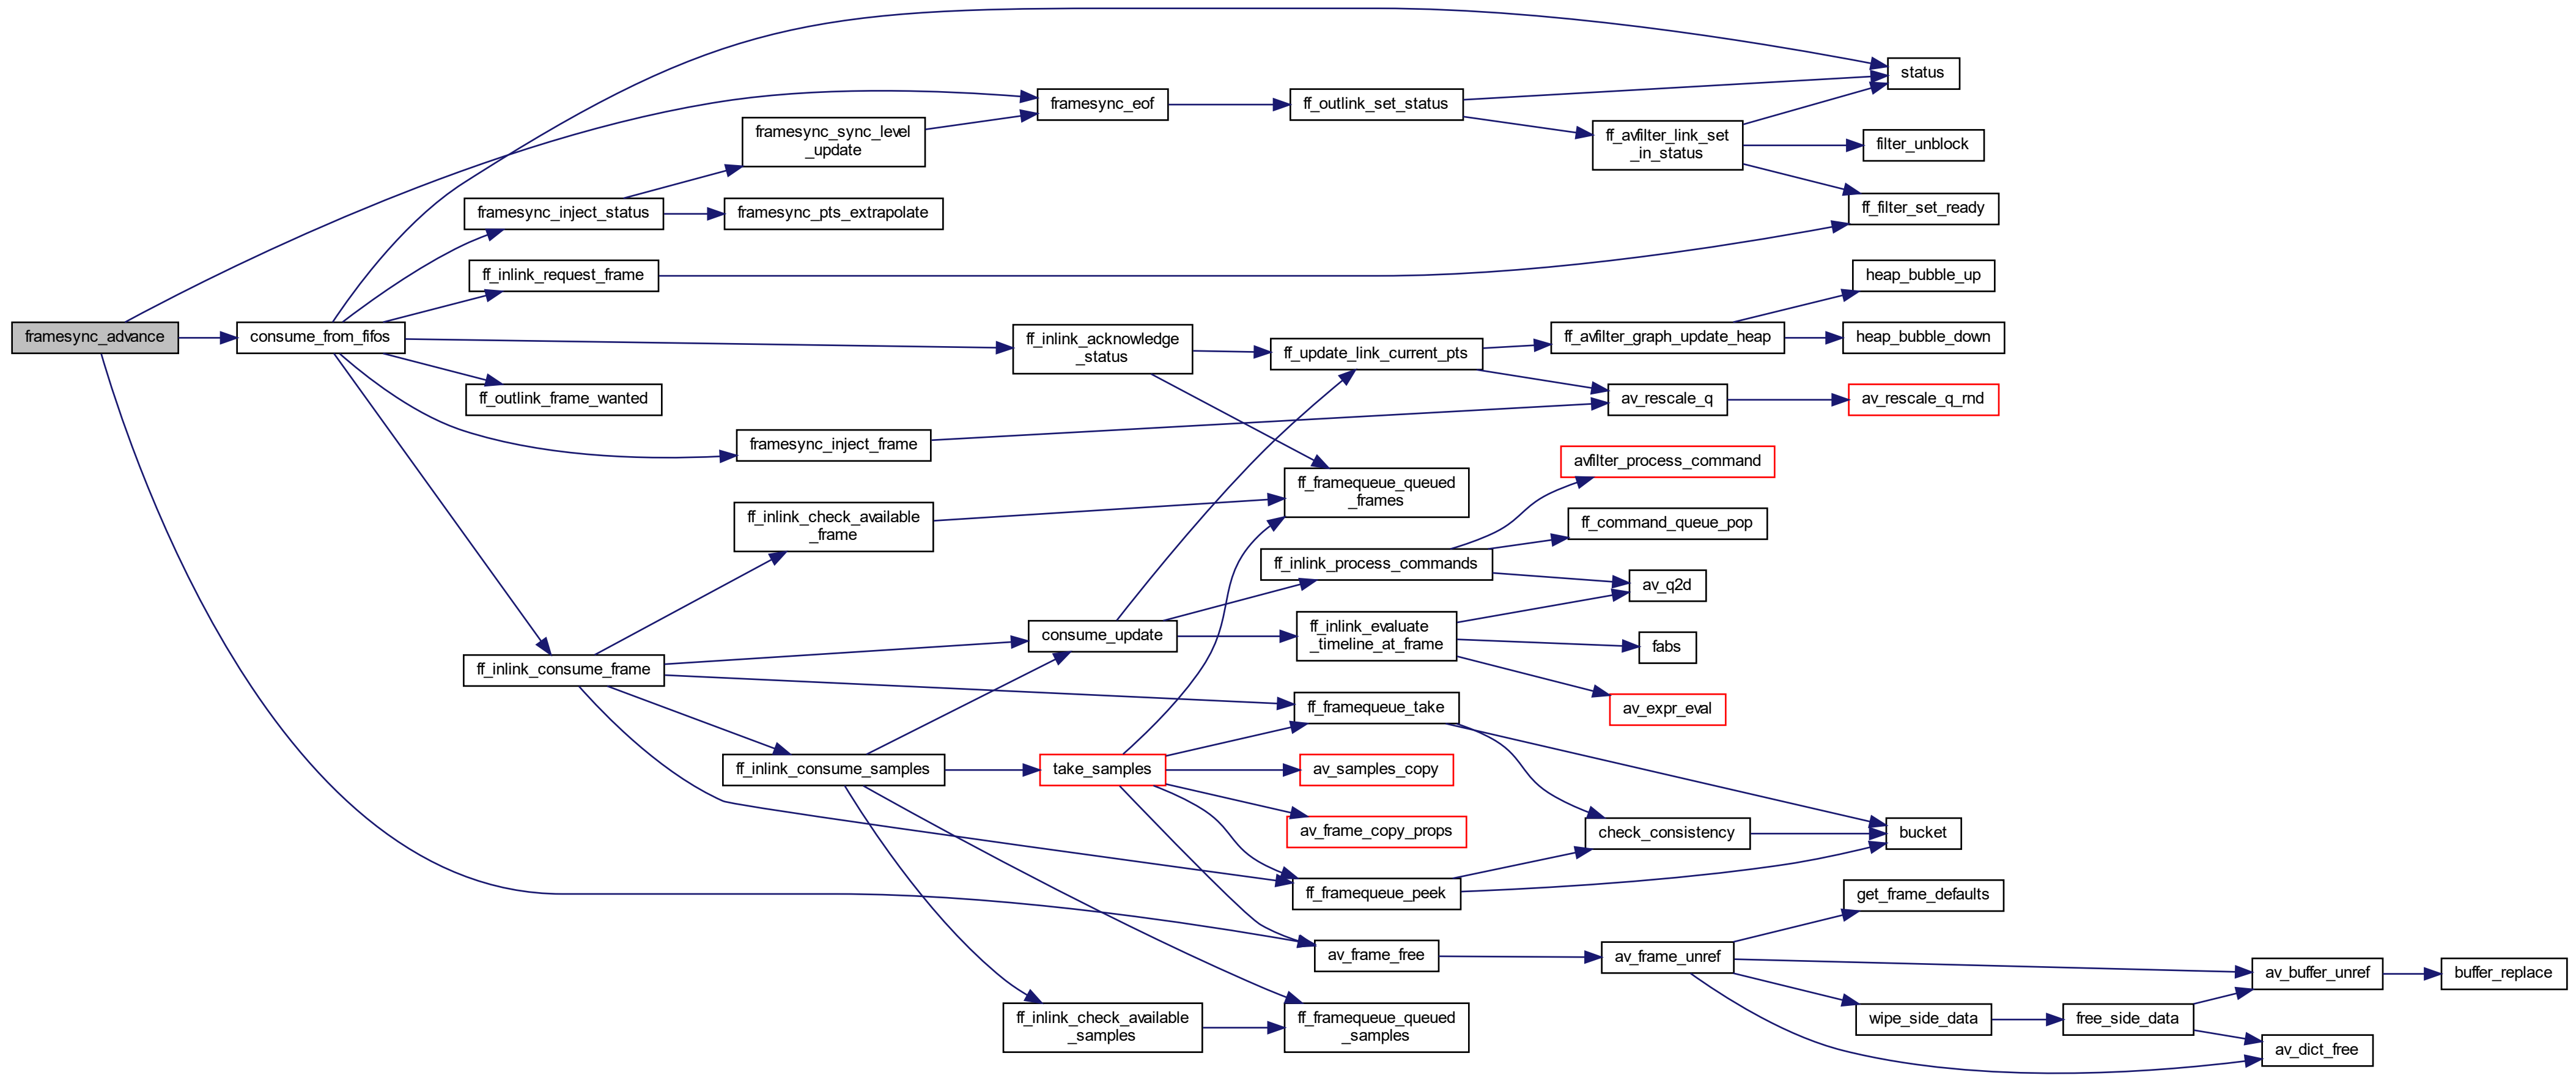 framesync_advance
consume_from_fifos
framesync_inject_status
ff_inlink_request_frame
ff_outlink_frame_wanted
ff_inlink_consume_frame
framesync_sync_level
_update
framesync_pts_extrapolate
framesync_inject_frame
ff_inlink_check_available
_frame
ff_inlink_consume_samples
framesync_eof
ff_inlink_acknowledge
_status
consume_update
take_samples
ff_inlink_check_available
_samples
ff_outlink_set_status
ff_update_link_current_pts
ff_framequeue_queued
_frames
ff_inlink_process_commands
ff_inlink_evaluate
_timeline_at_frame
ff_framequeue_take
av_samples_copy
av_frame_copy_props
ff_framequeue_peek
av_frame_free
ff_framequeue_queued
_samples
ff_avfilter_link_set
_in_status
ff_avfilter_graph_update_heap
av_rescale_q
avfilter_process_command
ff_command_queue_pop
av_q2d
fabs
av_expr_eval
check_consistency
av_frame_unref
status
filter_unblock
ff_filter_set_ready
heap_bubble_up
heap_bubble_down
av_rescale_q_rnd
bucket
get_frame_defaults
wipe_side_data
free_side_data
av_buffer_unref
av_dict_free
buffer_replace